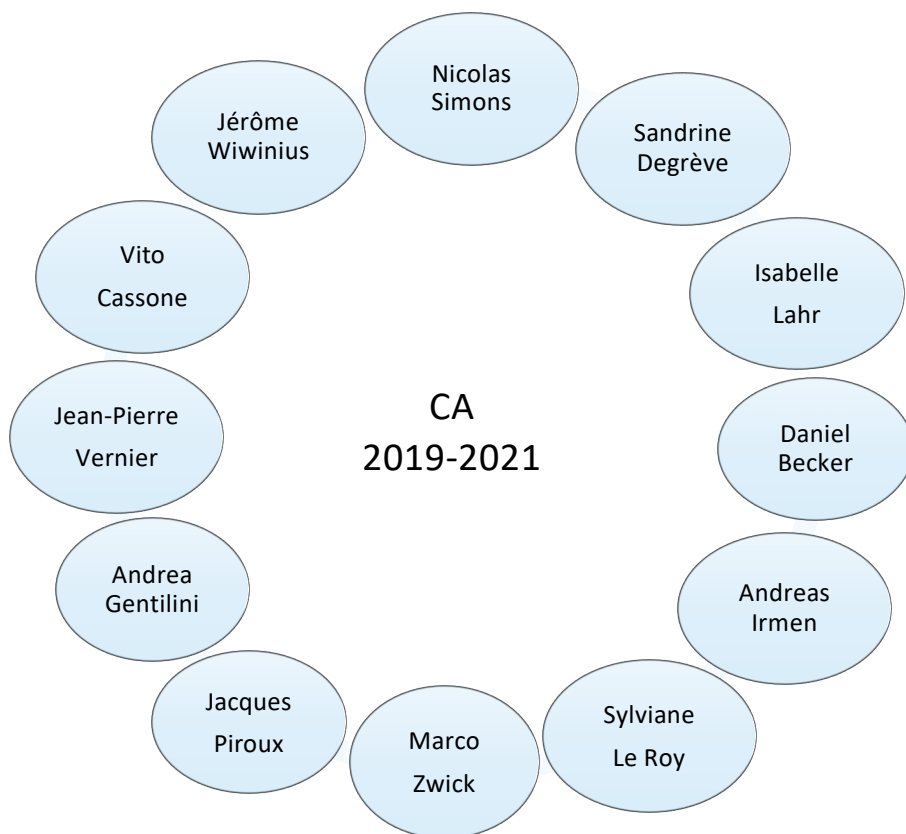 Nicolas
Simons
Sandrine
Degrève
Isabelle
Lahr
Daniel
Becker
Andreas
Irmen
Sylviane
Le Roy
Marco
Zwick
Jacques
Piroux
Andrea
Gentilini
Jean-Pierre
Vernier
Vito
Cassone
Jérôme
Wiwinius
CA
2019-2021